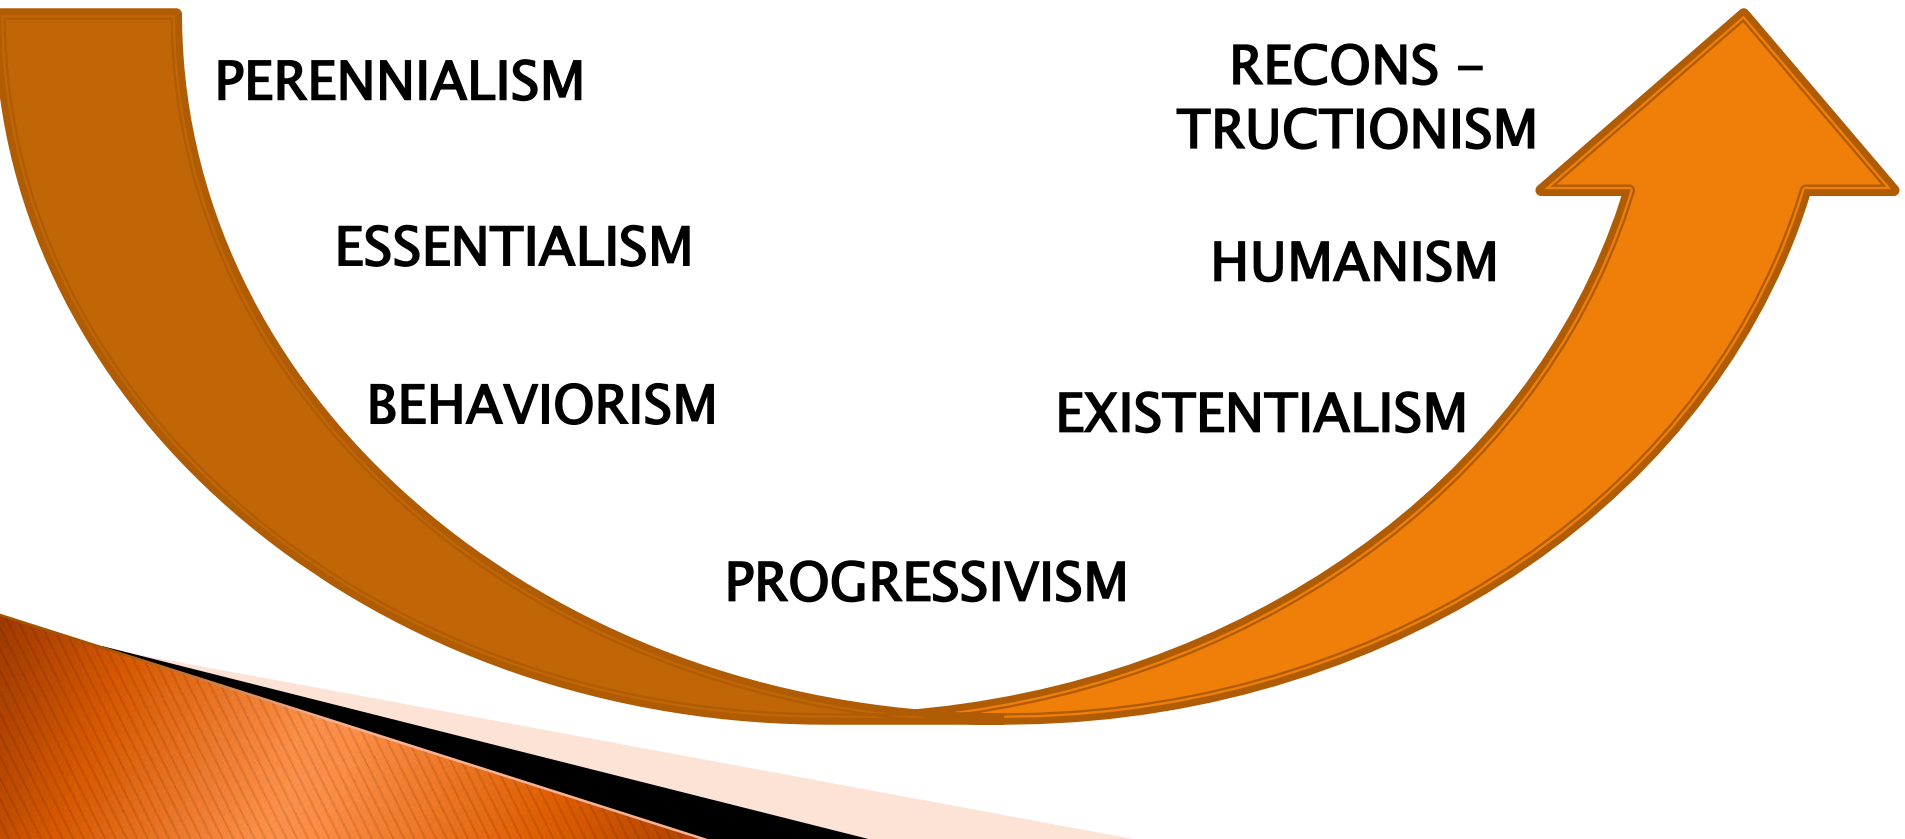 PERENNIALISM
ESSENTIALISM
BEHAVIORISM
PROGRESSIVISM
EXISTENTIALISM
HUMANISM
RECONS –
TRUCTIONISM